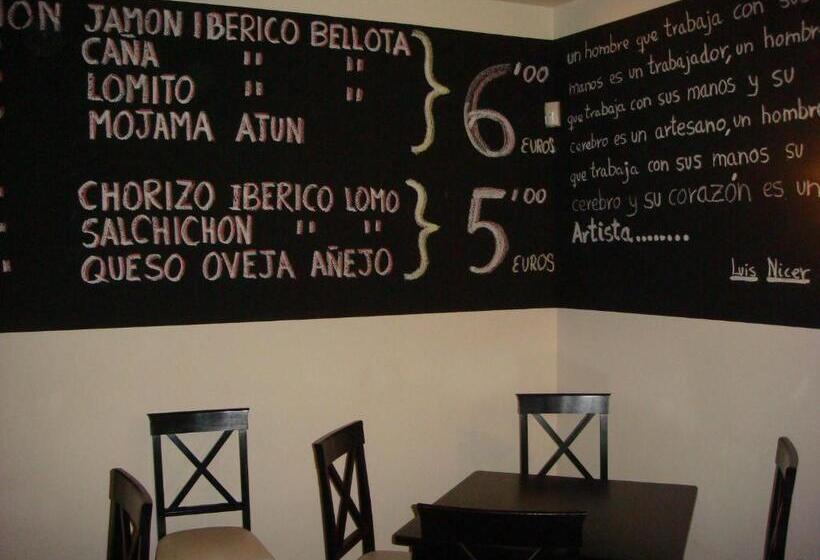 JAMON IBERICO BELLOTA
CAÑA " "
LOMITO " "
MOJAMA ATUN
6'00
EUROS
CHORIZO IBERICO LOMO
SALCHICHON " "
QUESO OVEJA AÑEJO
5'00
EUROS
un hombre que trabaja con sus
manos es un trabajador, un hombre
que trabaja con sus manos y su
cerebro es un artesano, un hombre
que trabaja con sus manos su
cerebro y su corazón es un
Artista........
Luis Nicer